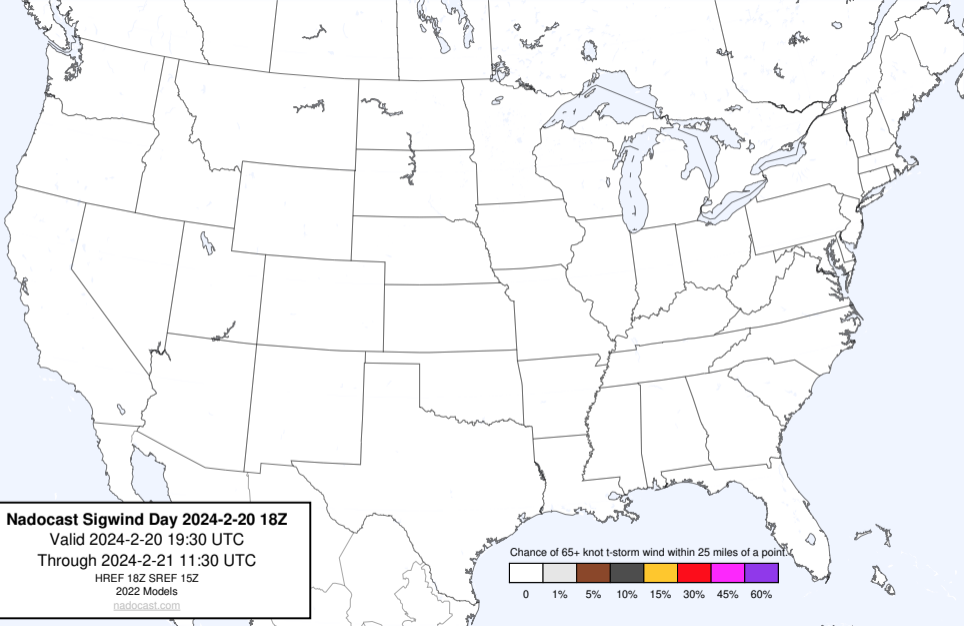 Nadocast Sigwind Day 2024-2-20 18Z
Valid 2024-2-20 19:30 UTC
Through 2024-2-21 11:30 UTC
HREF 18Z SREF 15Z
2022 Models
nadocast.com
Chance of 65+ knot t-storm wind within 25 miles of a point.
0 1% 5% 10% 15% 30% 45% 60%